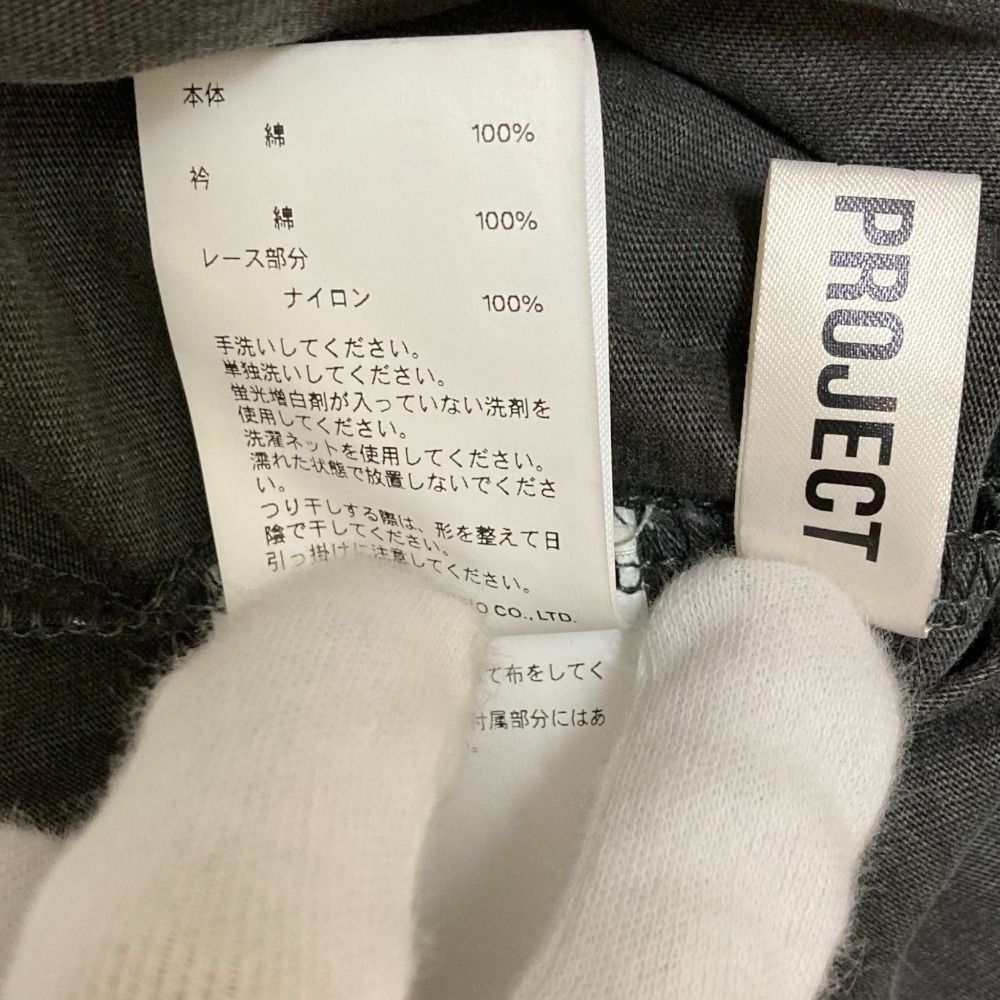 本体
綿 100%
衿
綿 100%
レース部分
ナイロン 100%
手洗いしてください。
単独洗いしてください。
蛍光増白剤が入っていない洗剤を
使用してください。
洗濯ネットを使用してください。
濡れた状態で放置しないでくださ
い。
つり干しする際は、形を整えて日
陰で干してください。
引っ掛けに注意してください。
CO.,LTD.
て布をしてく
付属部分にはあ
PROJECT